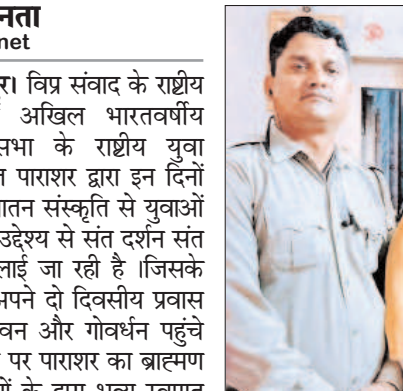 नता
net
र। विप्र संवाद के राष्ट्रीय
अखिल भारतवर्षीय
सभा के राष्ट्रीय युवा
त पाराशर द्वारा इन दिनों
ातन संस्कृति से युवाओं
उद्देश्य से संत दर्शन संत
लाई जा रही है ।जिसके
अपने दो दिवसीय प्रवास
वन और गोवर्धन पहुंचे
पर पाराशर का ब्राह्मण